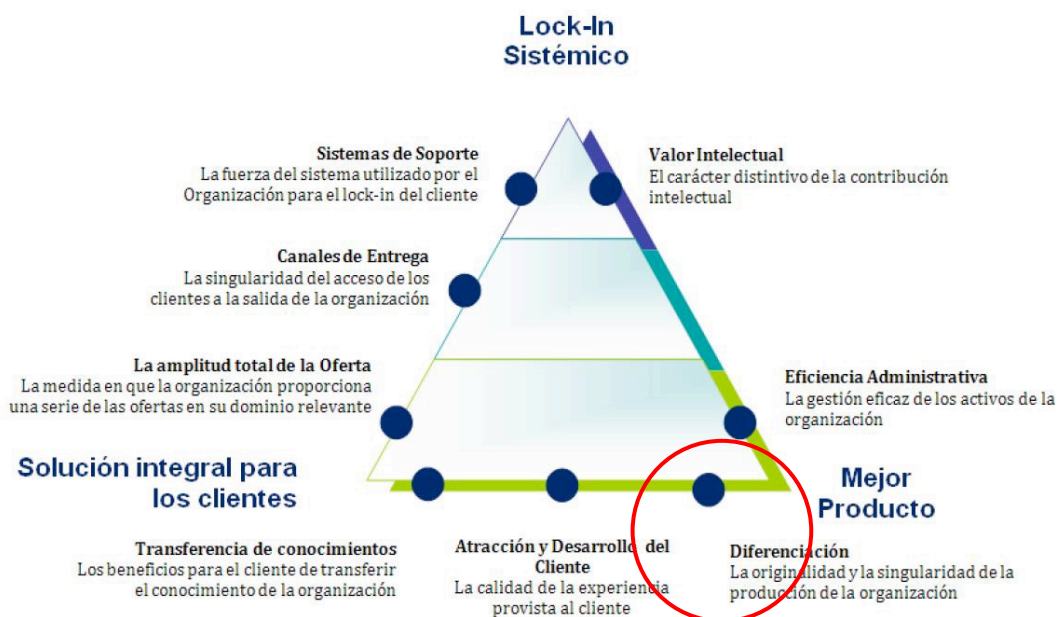 Lock-In
Sistémico
Sistemas de Soporte
La fuerza del sistema utilizado por el
Organización para el lock-in del cliente
Valor Intelectual
El carácter distintivo de la contribución
intelectual
Canales de Entrega
La singularidad del acceso de los
clientes a la salida de la organización
La amplitud total de la Oferta
La medida en que la organización proporciona
una serie de las ofertas en su dominio relevante
Eficiencia Administrativa
La gestión eficaz de los activos de la
organización
Solución integral para
los clientes
Mejor
Producto
Transferencia de conocimientos
Los beneficios para el cliente de transferir
el conocimiento de la organización
Atracción y Desarrollo del
Cliente
La calidad de la experiencia
provista al cliente
Diferenciación
La originalidad y la singularidad de la
producción de la organización